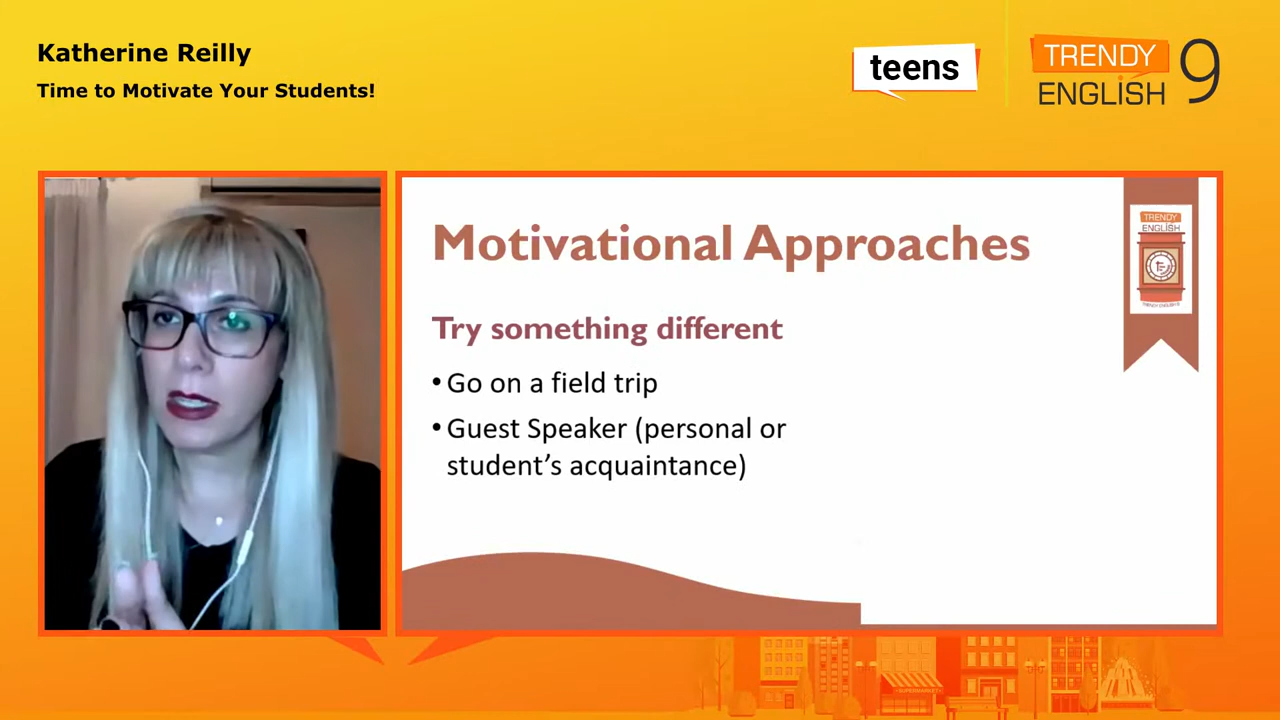 Katherine Reilly
Time to Motivate Your Students!
teens
TRENDY
ENGLISH 9
Motivational Approaches
TRENDY
ENGLISH
Try something different
• Go on a field trip
• Guest Speaker (personal or
student’s acquaintance)
SUPERMARKET